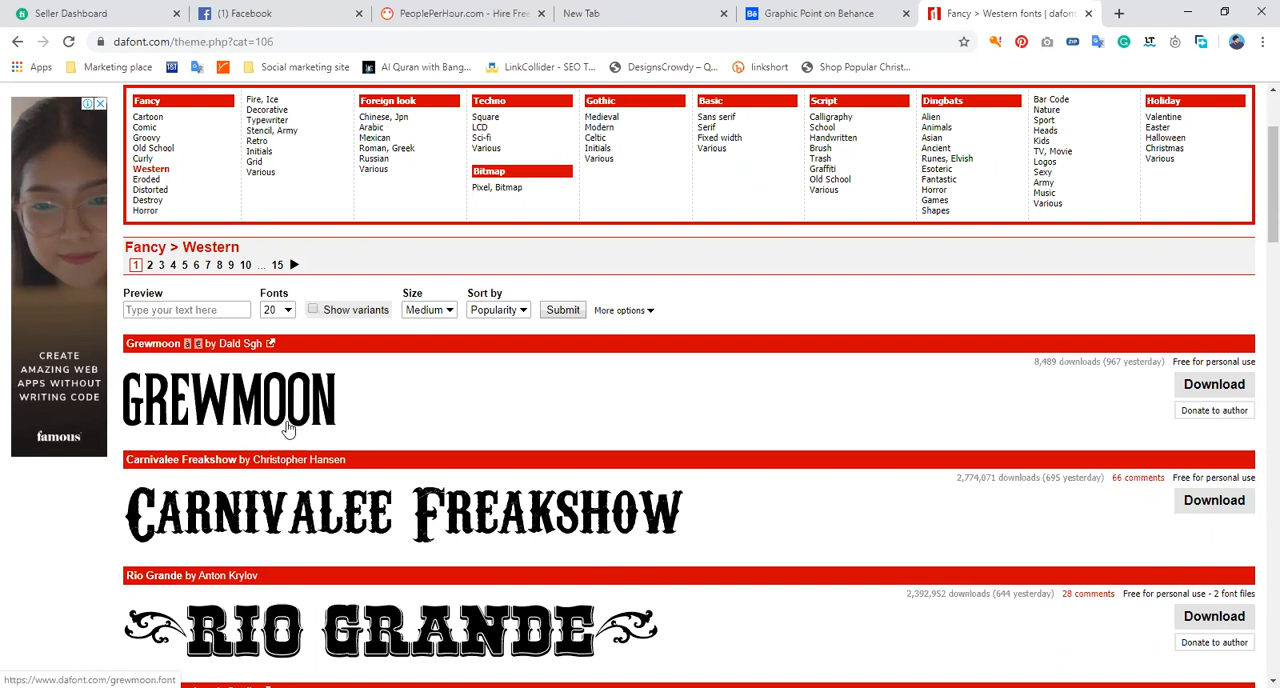 Seller Dashboard
(1) Facebook
PeoplePerHour.com - Hire Free
New Tab
Graphic Point on Behance
Fancy > Western fonts | dafont
dafont.com/theme.php?cat=106
Apps
Marketing place
Social marketing site
Al Quran with Bang...
LinkCollider - SEO T...
DesignsCrowdy – Q...
linkshort
Shop Popular Christ...
Fancy
Cartoon
Comic
Groovy
Old School
Curly
Western
Eroded
Distorted
Destroy
Horror
Fire, Ice
Decorative
Typewriter
Stencil, Army
Retro
Initials
Grid
Various
Foreign look
Chinese, Jpn
Arabic
Mexican
Roman, Greek
Russian
Various
Techno
Square
LCD
Sci-fi
Various
Bitmap
Pixel, Bitmap
Gothic
Medieval
Modern
Celtic
Initials
Various
Basic
Sans serif
Serif
Fixed width
Various
Script
Calligraphy
School
Handwritten
Brush
Trash
Graffiti
Old School
Various
Dingbats
Alien
Animals
Asian
Ancient
Runes, Elvish
Esoteric
Fantastic
Horror
Games
Shapes
Bar Code
Nature
Sport
Heads
Kids
TV, Movie
Logos
Sexy
Army
Music
Various
Holiday
Valentine
Easter
Halloween
Christmas
Various
Fancy > Western
1 2 3 4 5 6 7 8 9 10 ... 15
Preview Fonts Size Sort by
Type your text here 20 Show variants Medium Popularity Submit More options
Grewmoon à € by Dald Sgh
8,489 downloads (967 yesterday) Free for personal use
GREWMOON
Download
Donate to author
Carnivalee Freakshow by Christopher Hansen
2,774,071 downloads (695 yesterday) 66 comments Free for personal use
CARNIVALEE FREAKSHOW
Download
Rio Grande by Anton Krylov
2,392,952 downloads (644 yesterday) 28 comments Free for personal use - 2 font files
RIO GRANDE
Download
Donate to author
CREATE
AMAZING WEB
APPS WITHOUT
WRITING CODE
famous
https://www.dafont.com/grewmoon.font